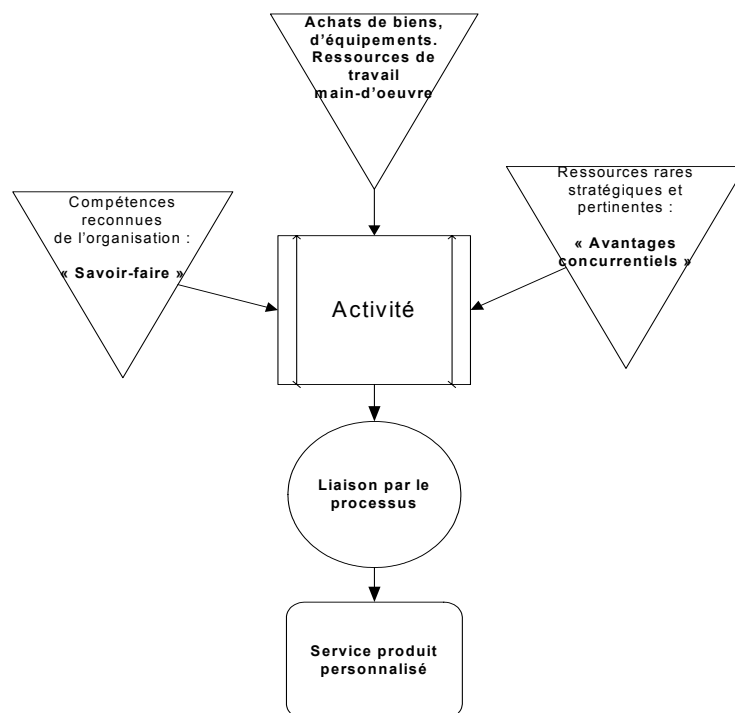 Achats de biens,
d'équipements.
Ressources de
travail
main-d'oeuvre
Compétences
reconnues
de l'organisation :
« Savoir-faire »
Ressources rares
stratégiques et
pertinentes :
« Avantages
concurrentiels »
Activité
Liaison par le
processus
Service produit
personnalisé